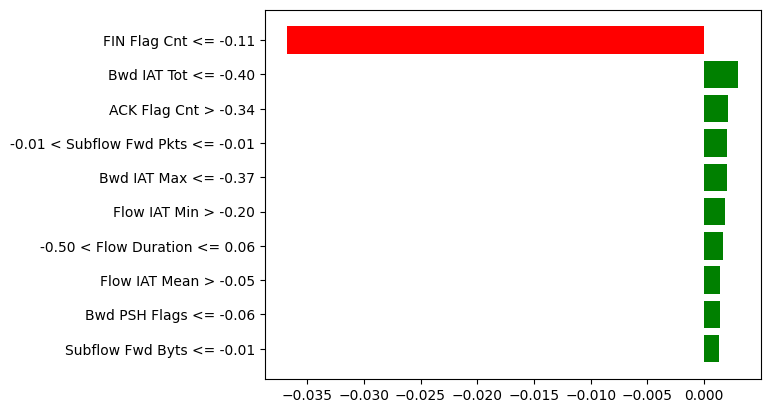 FIN Flag Cnt <= -0.11
Bwd IAT Tot <= -0.40
ACK Flag Cnt > -0.34
-0.01 < Subflow Fwd Pkts <= -0.01
Bwd IAT Max <= -0.37
Flow IAT Min > -0.20
-0.50 < Flow Duration <= 0.06
Flow IAT Mean > -0.05
Bwd PSH Flags <= -0.06
Subflow Fwd Byts <= -0.01
−0.035 −0.030 −0.025 −0.020 −0.015 −0.010 −0.005 0.000